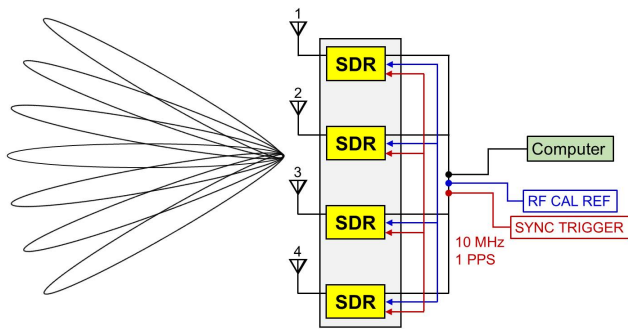 1
SDR
2
SDR
Computer
3
RF CAL REF
SDR
SYNC TRIGGER
10 MHz
1 PPS
4
SDR